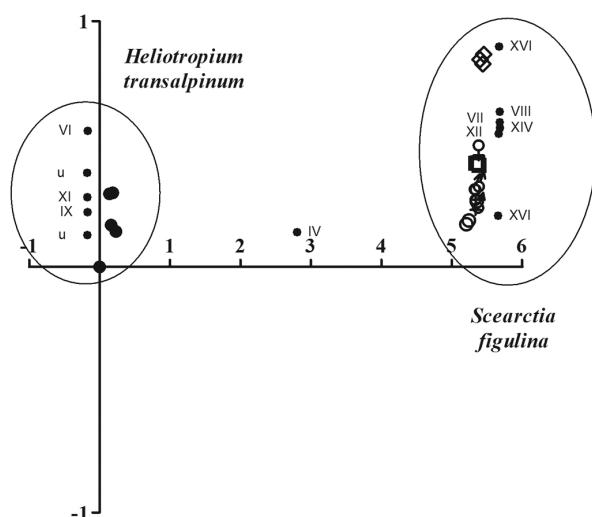 1
Heliotropium
transalpinum
XVI
VI
VIII
VII
XIV
XII
u
XI
IX
XVI
u
IV
-1
1
2
3
4
5
6
Scearctia
figulina
-1